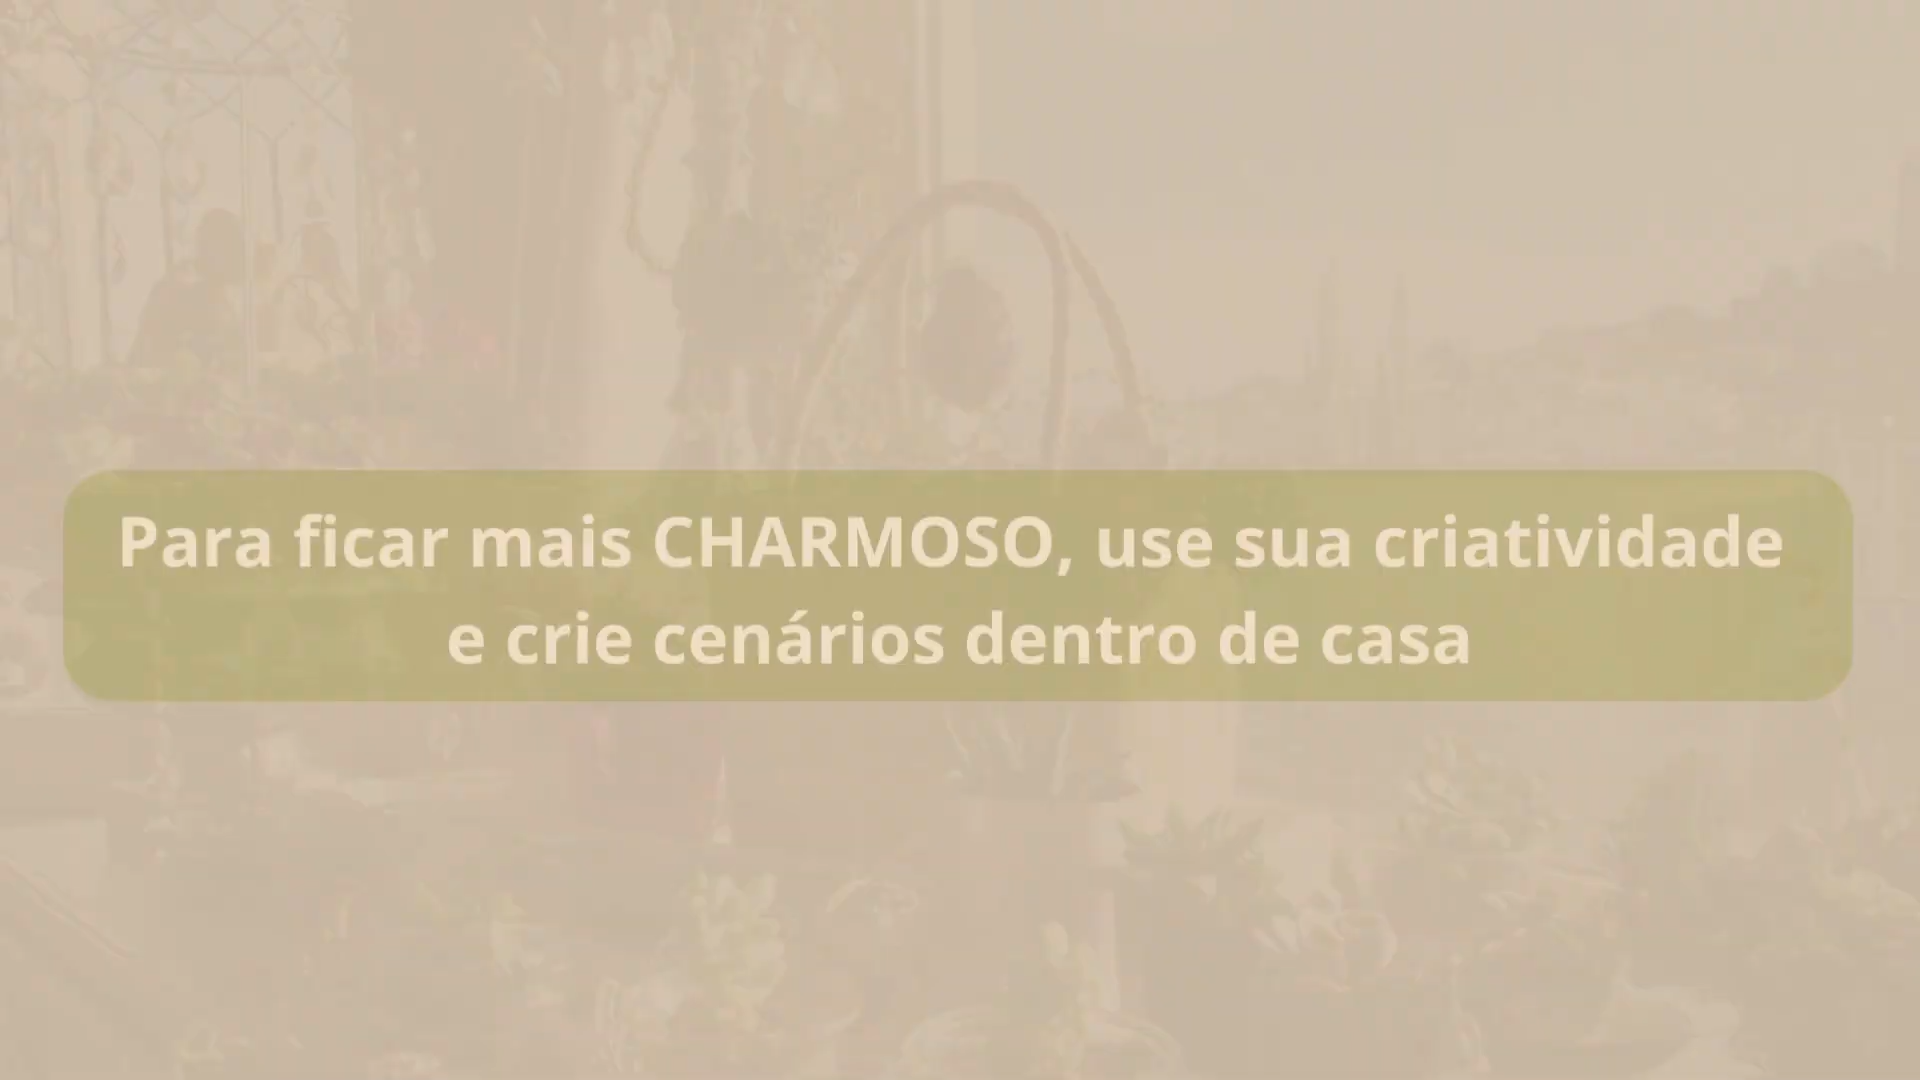 Para ficar mais CHARMOSO, use sua criatividade
e crie cenários dentro de casa